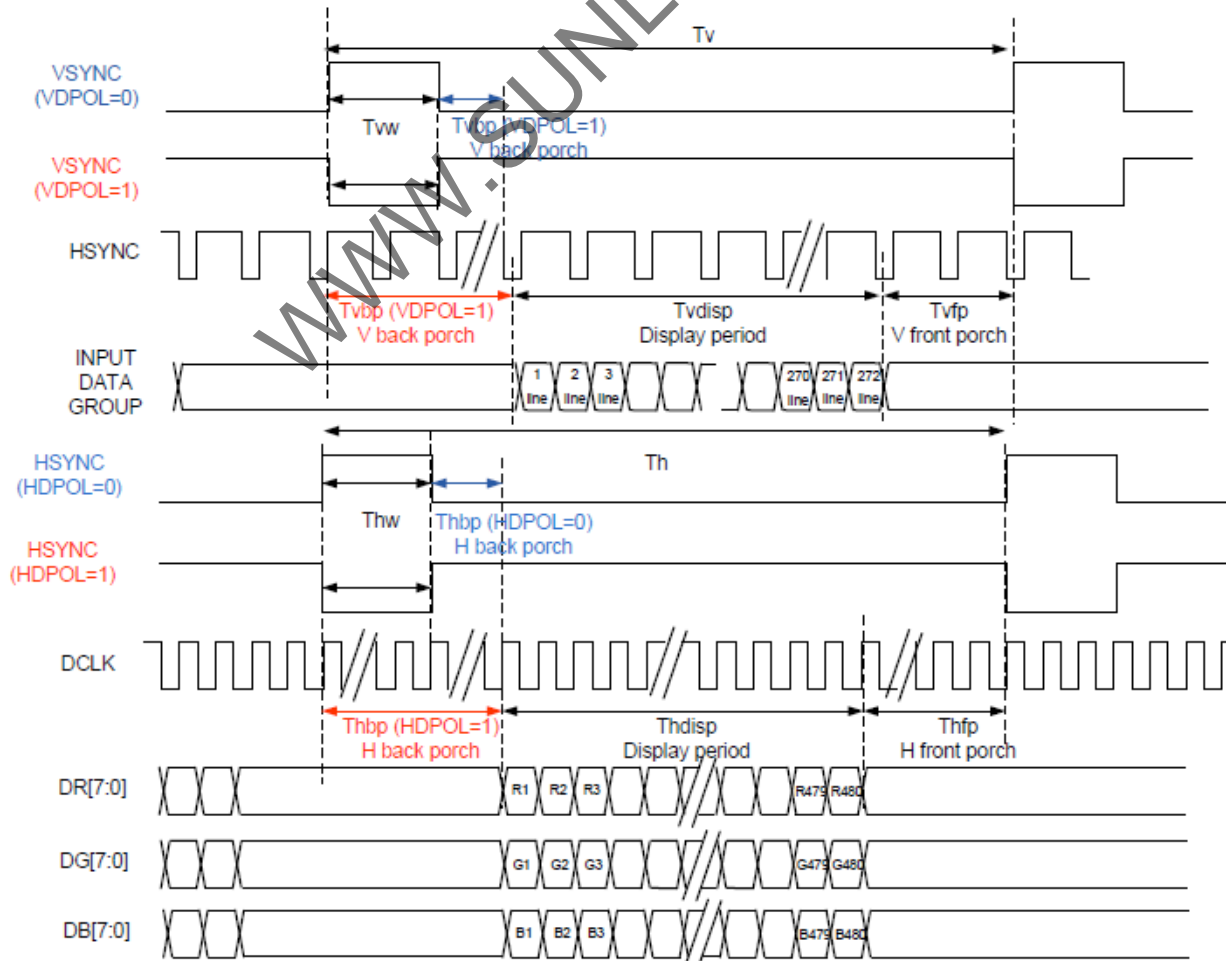 Tv
VSYNC
(VDPOL=0)
Tvw
Tvbp (VDPOL=1)
V back porch
VSYNC
(VDPOL=1)
HSYNC
Tvbp (VDPOL=1)
V back porch
Tvdisp
Display period
Tvfp
V front porch
INPUT
DATA
GROUP
1
line
2
line
3
line
270
line
271
line
272
line
HSYNC
(HDPOL=0)
Th
Thw
Thbp (HDPOL=0)
H back porch
HSYNC
(HDPOL=1)
DCLK
Thbp (HDPOL=1)
H back porch
Thdisp
Display period
Thfp
H front porch
DR[7:0]
R1 R2 R3 R479 R480
DG[7:0]
G1 G2 G3 G479 G480
DB[7:0]
B1 B2 B3 B479 B480